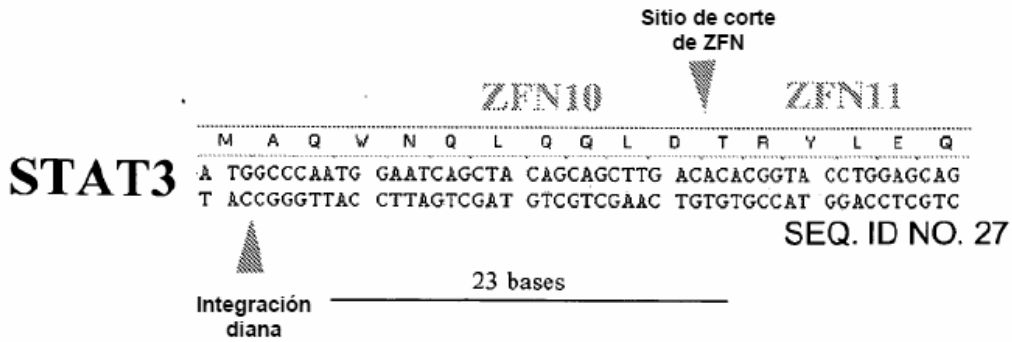 Sitio de corte
de ZFN
ZFN10 ZFN11
M A Q W N Q L Q Q L D T R Y L E Q
STAT3 A TGGCCCAATG GAATCAGCTA CAGCAGCTTG ACACACGGTA CCTGGAGCAG
T ACCGGGTTAC CTTAGTCGAT GTCGTCGAAC TGTGTGCCAT GGACCTCGTC
SEQ. ID NO. 27
23 bases
Integración
diana